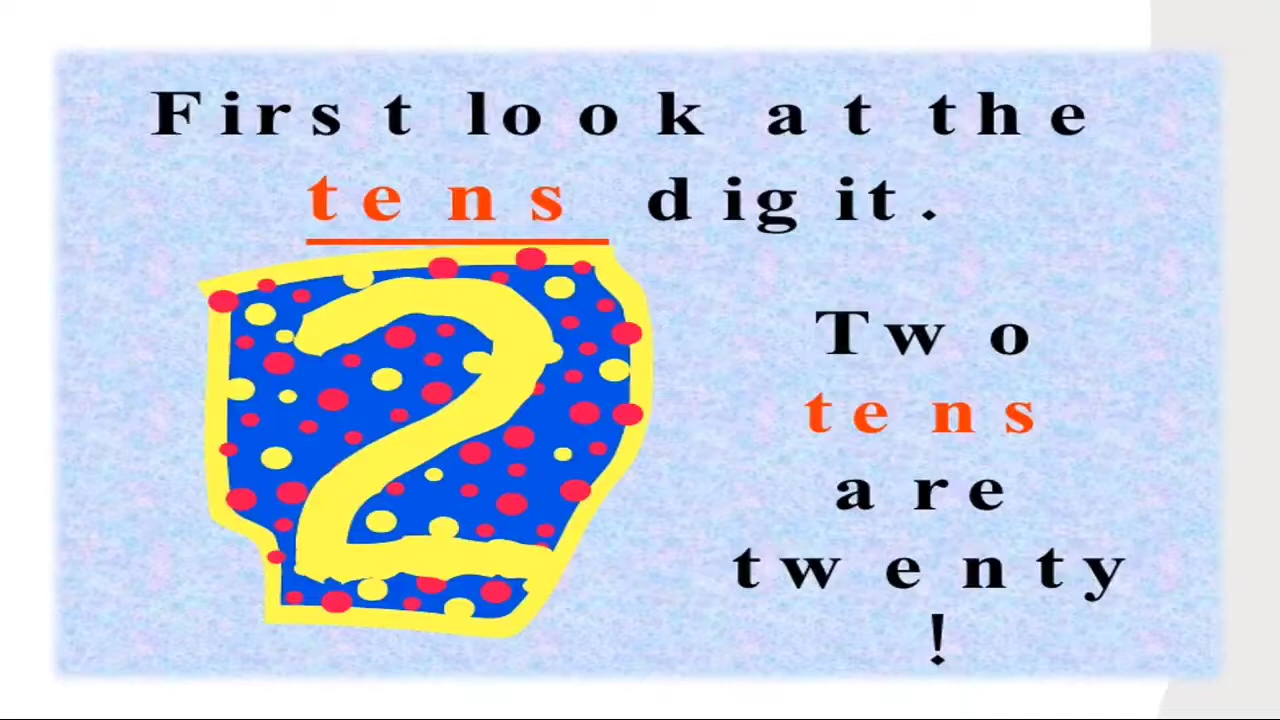 First look at the
tens digit.
2
Two
tens
are
twenty
!